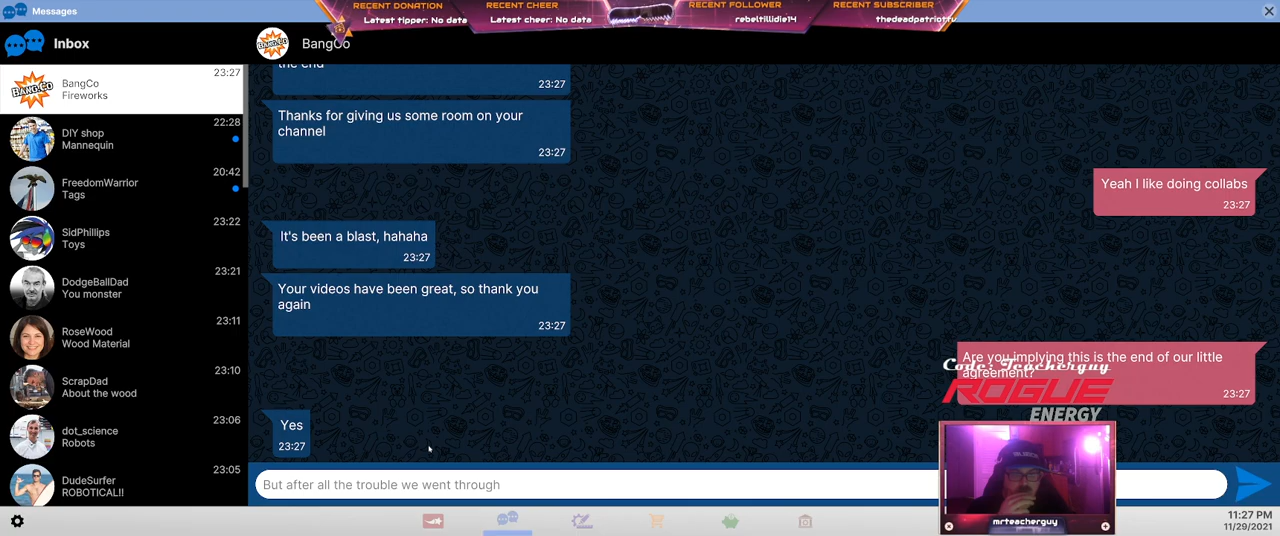 Messages
RECENT DONATION
Latest tipper: No data
RECENT CHEER
Latest cheer: No data
RECENT FOLLOWER
rebeltillidie14
RECENT SUBSCRIBER
thedeadpatriottv
Inbox
BANG.CO
BangCo
BangCo
Fireworks
23:27
DIY shop
Mannequin
22:28
FreedomWarrior
Tags
20:42
SidPhillips
Toys
23:22
DodgeBallDad
You monster
23:21
RoseWood
Wood Material
23:11
ScrapDad
About the wood
23:10
dot_science
Robots
23:06
DudeSurfer
ROBOTICAL!!
23:05
the end
23:27
Thanks for giving us some room on your
channel
23:27
Yeah I like doing collabs
23:27
It's been a blast, hahaha
23:27
Your videos have been great, so thank you
again
23:27
Are you implying this is the end of our little
agreement?
23:27
Code: Teacherguy
ROGUE
ENERGY
Yes
23:27
But after all the trouble we went through
mrteacherguy
11:27 PM
11/29/2021